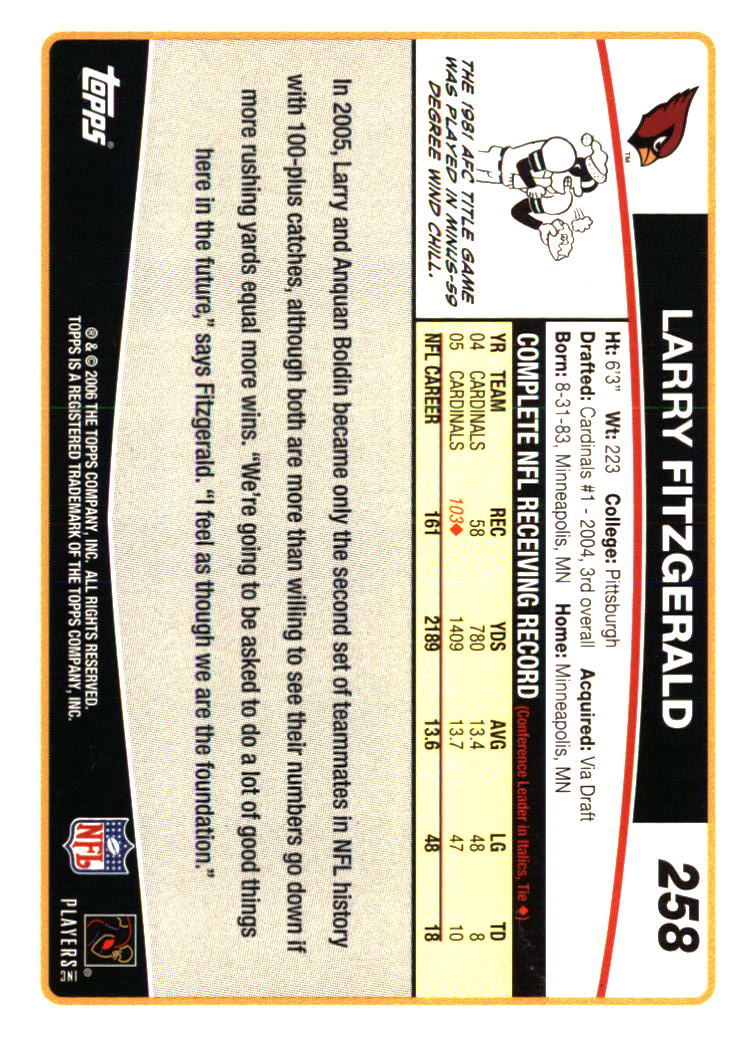 LARRY FITZGERALD
258
™
Ht: 6'3" Wt: 223 College: Pittsburgh
Drafted: Cardinals #1 - 2004, 3rd overall Acquired: Via Draft
Born: 8-31-83, Minneapolis, MN Home: Minneapolis, MN
THE 1981 AFC TITLE GAME
WAS PLAYED IN MINUS-59
DEGREE WIND CHILL.
COMPLETE NFL RECEIVING RECORD (Conference Leader in Italics, Tie ♦)
YR TEAM REC YDS AVG LG TD
04 CARDINALS 58 780 13.4 48 8
05 CARDINALS 103♦ 1409 13.7 47 10
NFL CAREER 161 2189 13.6 48 18
In 2005, Larry and Anquan Boldin became only the second set of teammates in NFL history
with 100-plus catches, although both are more than willing to see their numbers go down if
more rushing yards equal more wins. "We're going to be asked to do a lot of good things
here in the future," says Fitzgerald. "I feel as though we are the foundation."
topps®
® & © 2006 THE TOPPS COMPANY, INC. ALL RIGHTS RESERVED.
TOPPS IS A REGISTERED TRADEMARK OF THE TOPPS COMPANY, INC.
NFL
PLAYERS INC
®